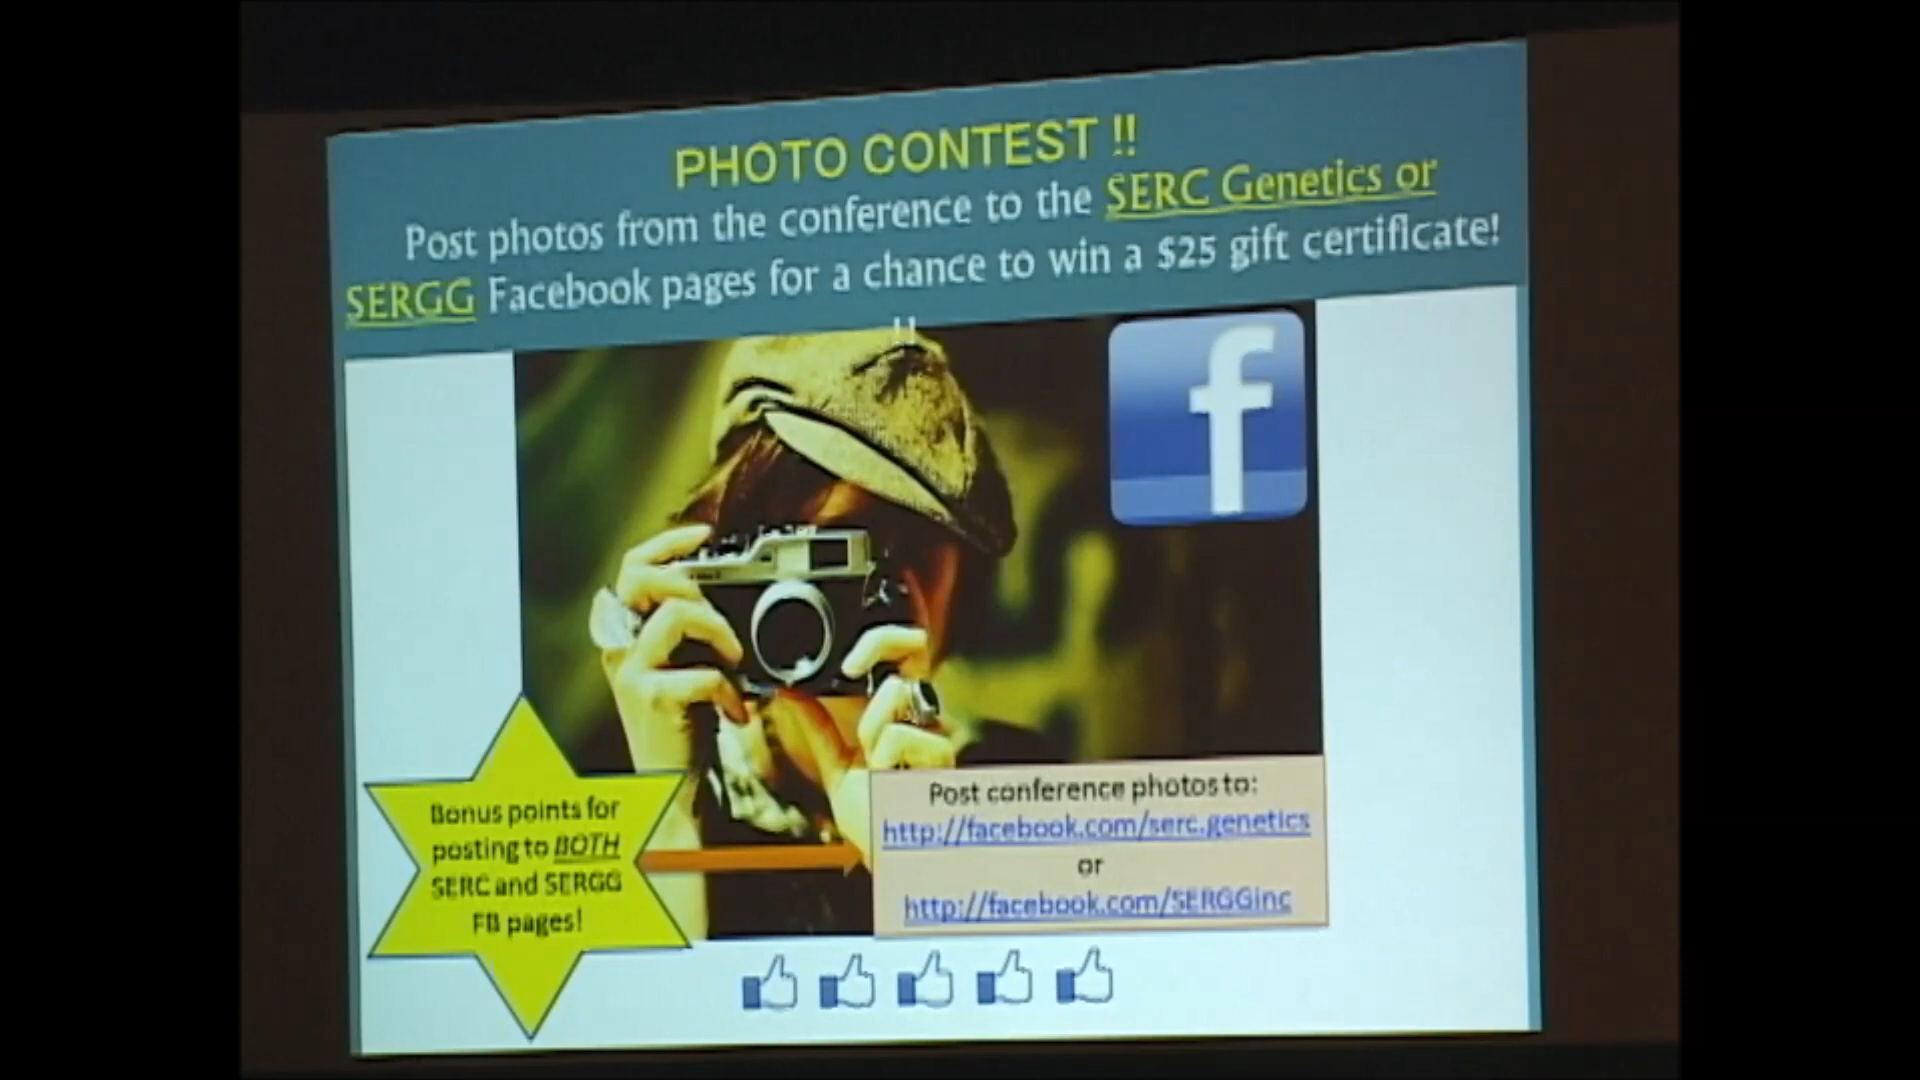 PHOTO CONTEST !!
Post photos from the conference to the SERC Genetics or
SERGG Facebook pages for a chance to win a $25 gift certificate!
!!
f
Bonus points for
posting to BOTH
SERC and SERGG
FB pages!
Post conference photos to:
http://facebook.com/serc.genetics
or
http://facebook.com/SERGGinc